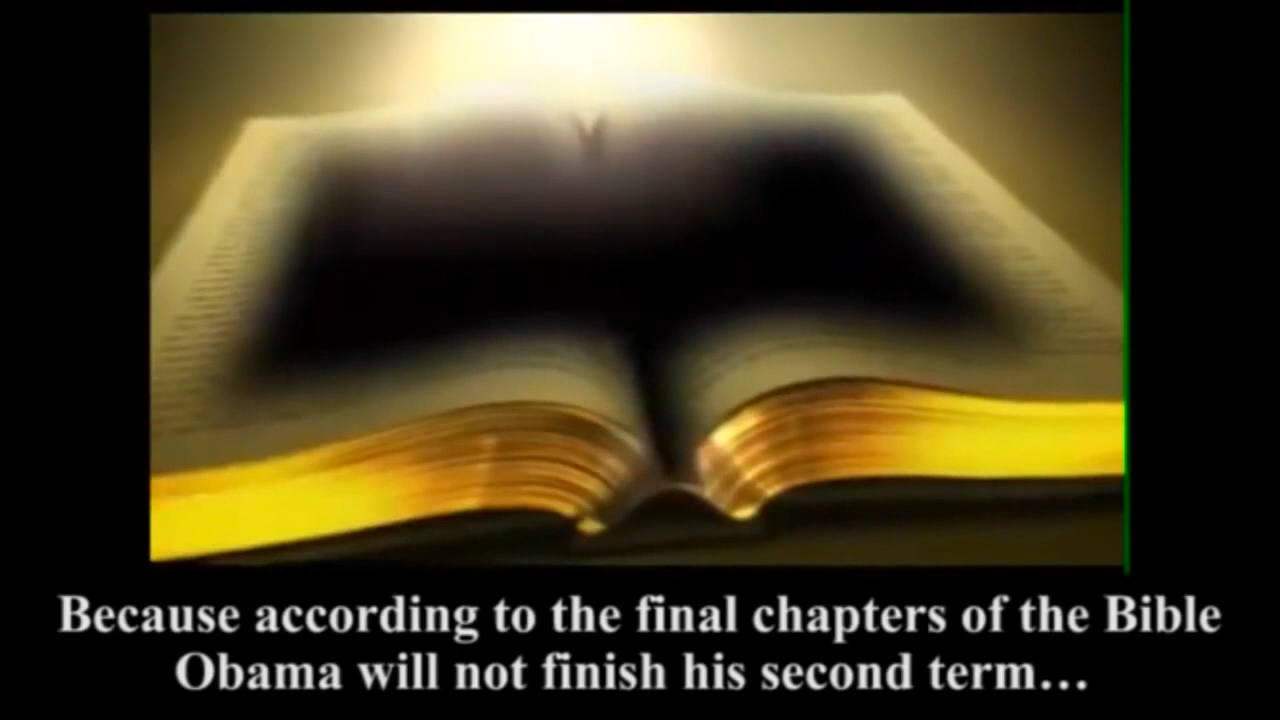 Because according to the final chapters of the Bible
Obama will not finish his second term…